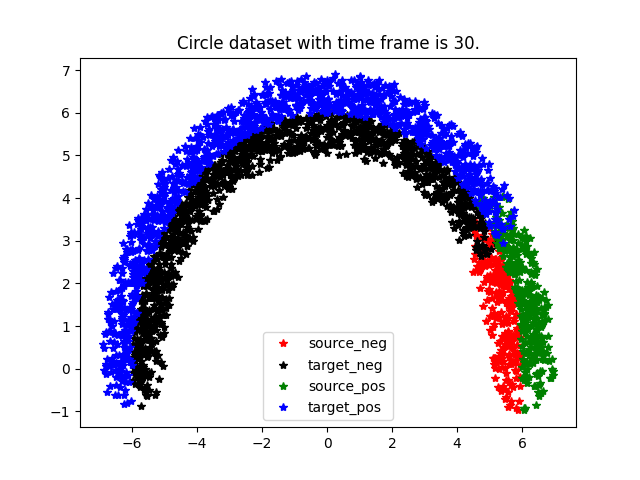 Circle dataset with time frame is 30.
7
6
5
4
3
2
1
0
−1
source_neg
target_neg
source_pos
target_pos
−6 −4 −2 0 2 4 6